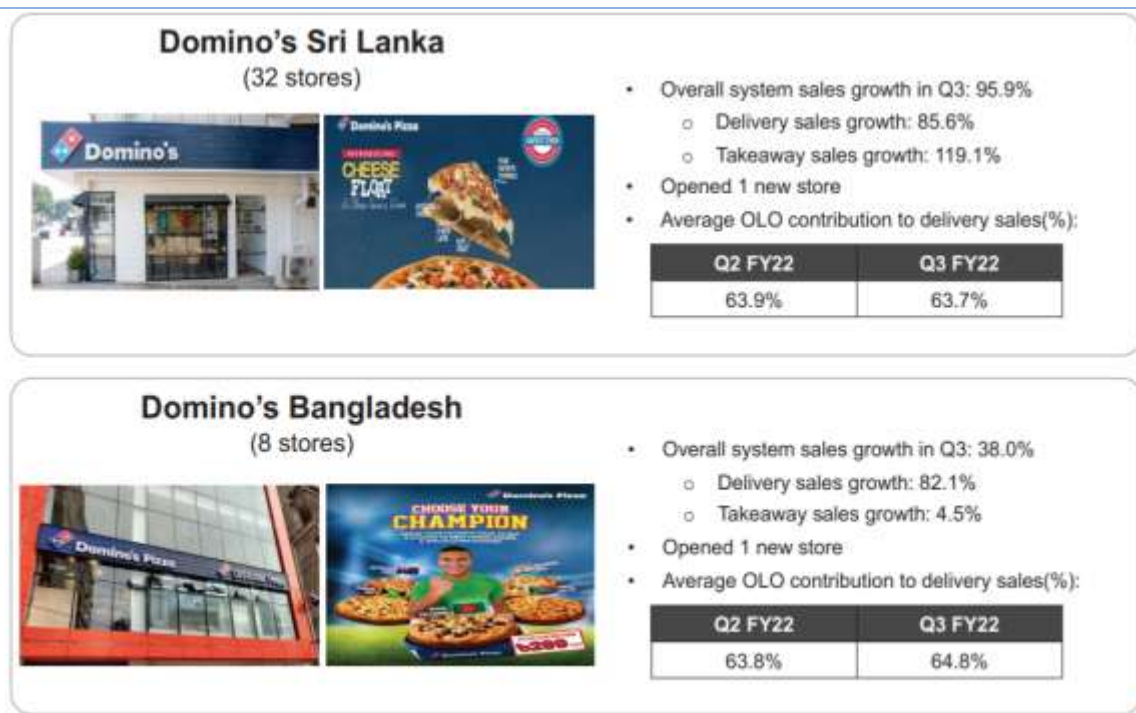 Domino's Sri Lanka
(32 stores)
Domino's
Domino's Pizza
CHEESE
FLOAT
• Overall system sales growth in Q3: 95.9%
o Delivery sales growth: 85.6%
o Takeaway sales growth: 119.1%
• Opened 1 new store
• Average OLO contribution to delivery sales(%):
Q2 FY22 Q3 FY22
63.9% 63.7%
Domino's Bangladesh
(8 stores)
Domino's Pizza
Domino's Pizza
CHOOSE YOUR
CHAMPION
Domino's Pizza
• Overall system sales growth in Q3: 38.0%
o Delivery sales growth: 82.1%
o Takeaway sales growth: 4.5%
• Opened 1 new store
• Average OLO contribution to delivery sales(%):
Q2 FY22 Q3 FY22
63.8% 64.8%